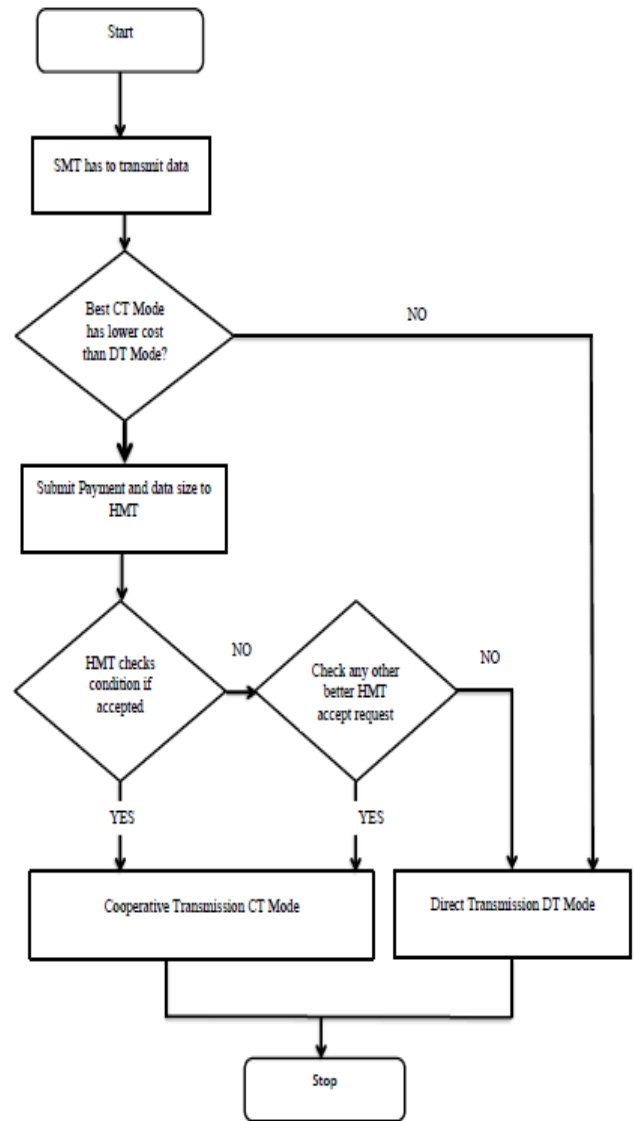 Start
SMT has to transmit data
Best CT Mode
has lower cost
than DT Mode?
NO
Submit Payment and data size to
HMT
HMT checks
condition if
accepted
NO
Check any other
better HMT
accept request
NO
YES
YES
Cooperative Transmission CT Mode
Direct Transmission DT Mode
Stop